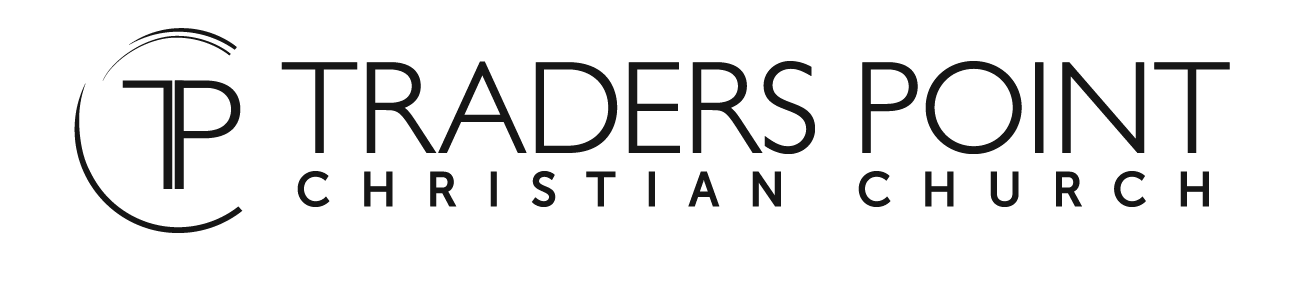 TP
TRADERS POINT
CHRISTIAN CHURCH